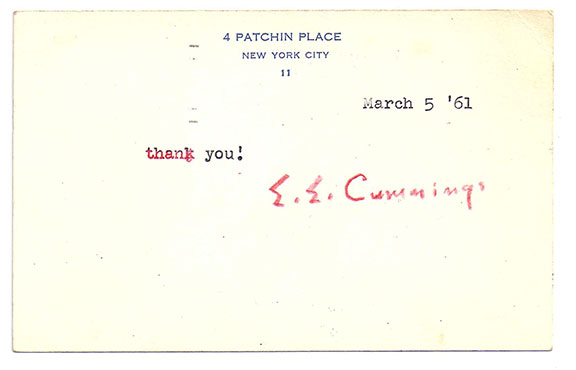 4 PATCHIN PLACE
NEW YORK CITY
11
March 5 '61
thank you!
E. E. Cummings